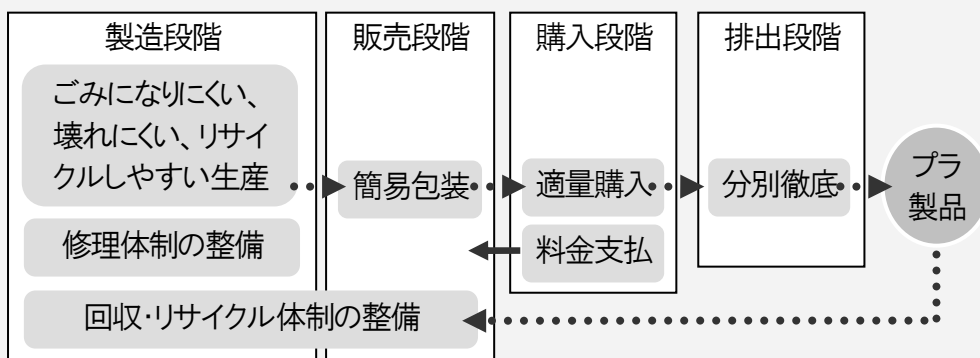 製造段階
ごみになりにくい、
壊れにくい、リサイ
クルしやすい生産
修理体制の整備
販売段階
簡易包装
回収・リサイクル体制の整備
購入段階
適量購入
料金支払
排出段階
分別徹底
プラ
製品